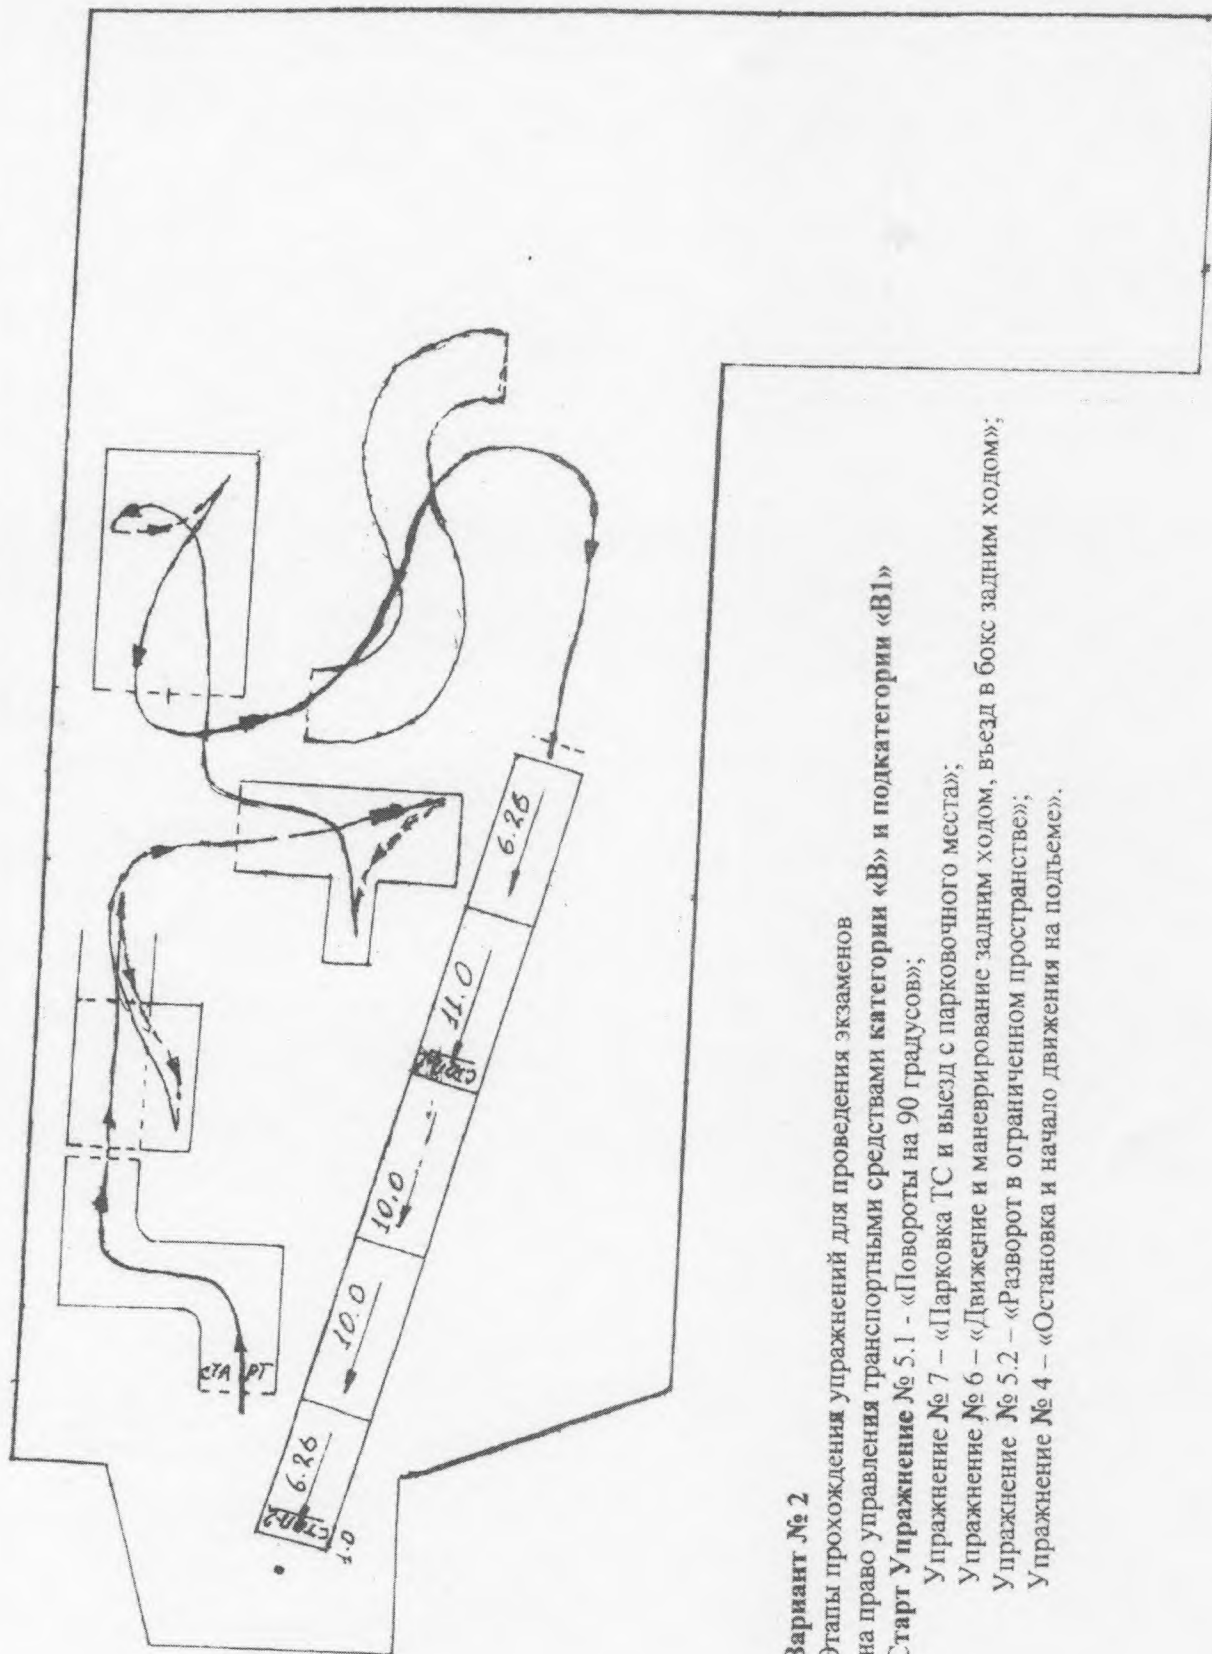 Вариант № 2
Этапы прохождения упражнений для проведения экзаменов
на право управления транспортными средствами категории «В» и подкатегории «В1»
Старт Упражнение № 5.1 - «Повороты на 90 градусов»;
Упражнение № 7 – «Парковка ТС и выезд с парковочного места»;
Упражнение № 6 – «Движение и маневрирование задним ходом, въезд в бокс задним ходом»;
Упражнение № 5.2 – «Разворот в ограниченном пространстве»;
Упражнение № 4 – «Остановка и начало движения на подъеме».
СТАРТ
6.26
11.0
10.0
10.0
6.26
СТОП-2
1.0